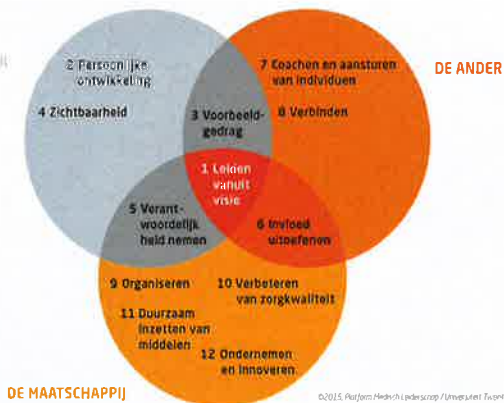 2 Persoonlijke
ontwikkeling
4 Zichtbaarheid
7 Coachen en aansturen
van individuen
8 Verbinden
DE ANDER
3 Voorbeeld-
gedrag
1 Leiden
vanuit
visie
5 Verant-
woordelijk
heid nemen
6 Invloed
uitoefenen
9 Organiseren
10 Verbeteren
van zorgkwaliteit
11 Duurzaam
inzetten van
middelen
12 Ondernemen
en innoveren
DE MAATSCHAPPIJ
©2015, Platform Medisch Leiderschap / Universiteit Twente